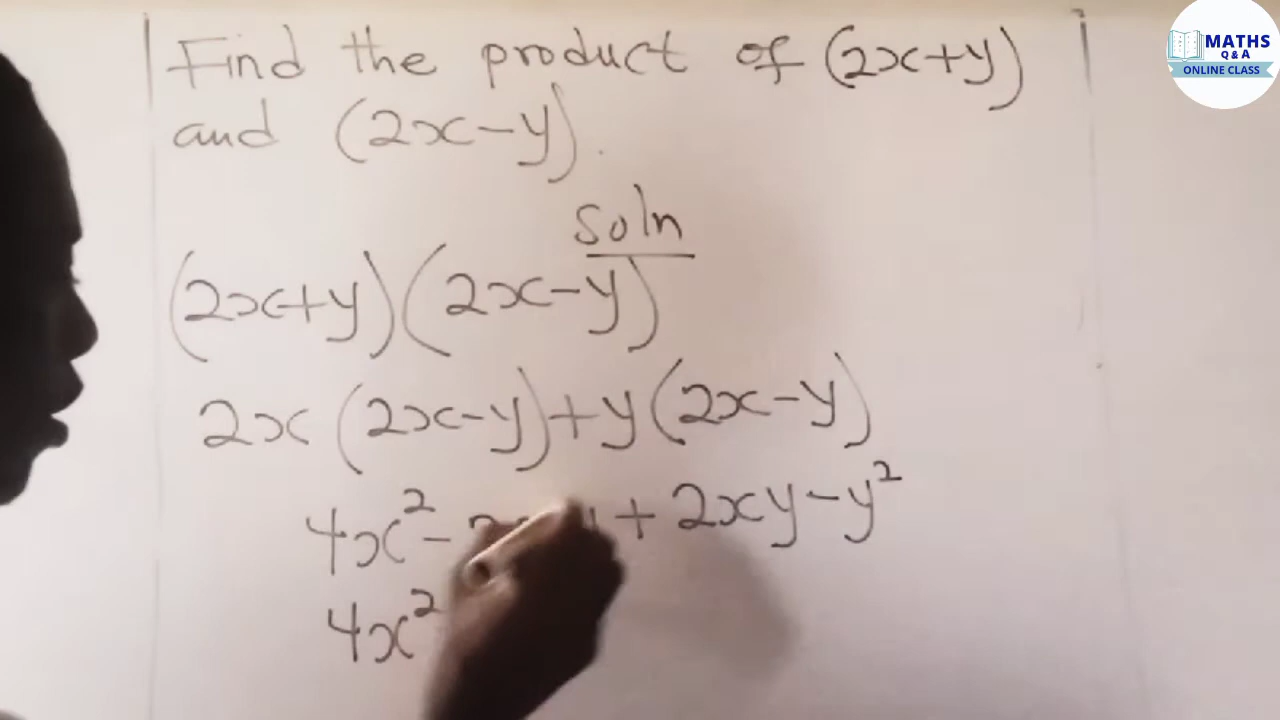 Find the product of (2x+y)
and (2x-y).
soln
(2x+y)(2x-y)
2x(2x-y)+y(2x-y)
4x² - y + 2xy - y²
4x²
MATHS
Q & A
ONLINE CLASS